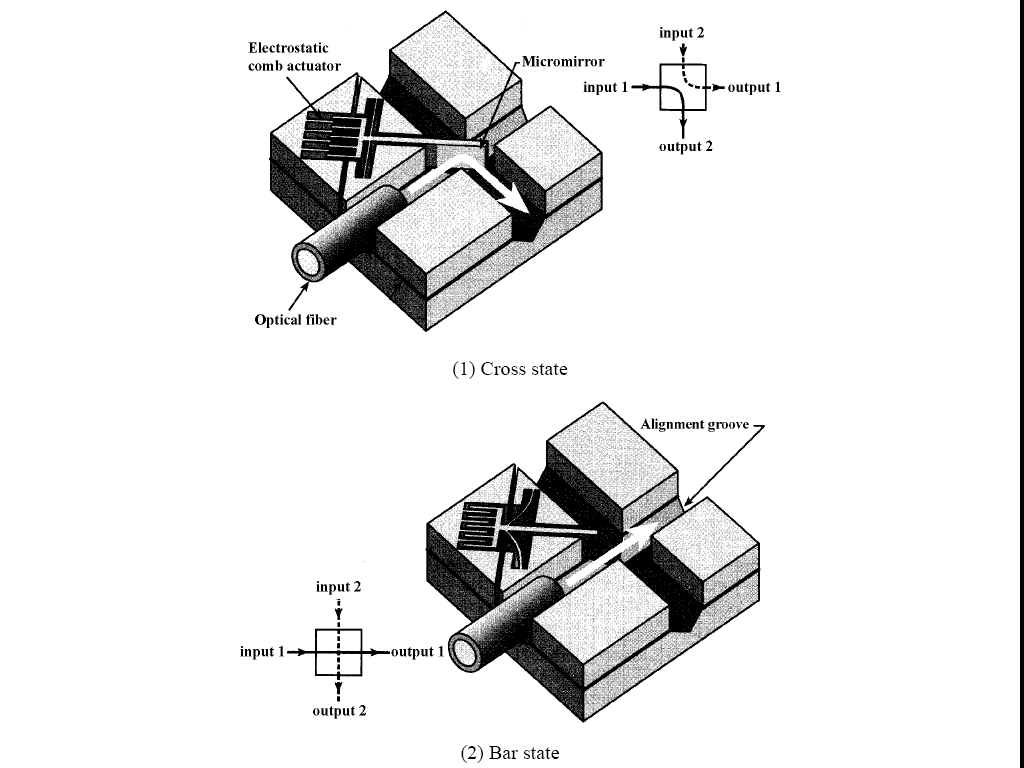 Electrostatic
comb actuator
Micromirror
input 2
input 1
output 1
output 2
Optical fiber
(1) Cross state
Alignment groove
input 2
input 1
output 1
output 2
(2) Bar state